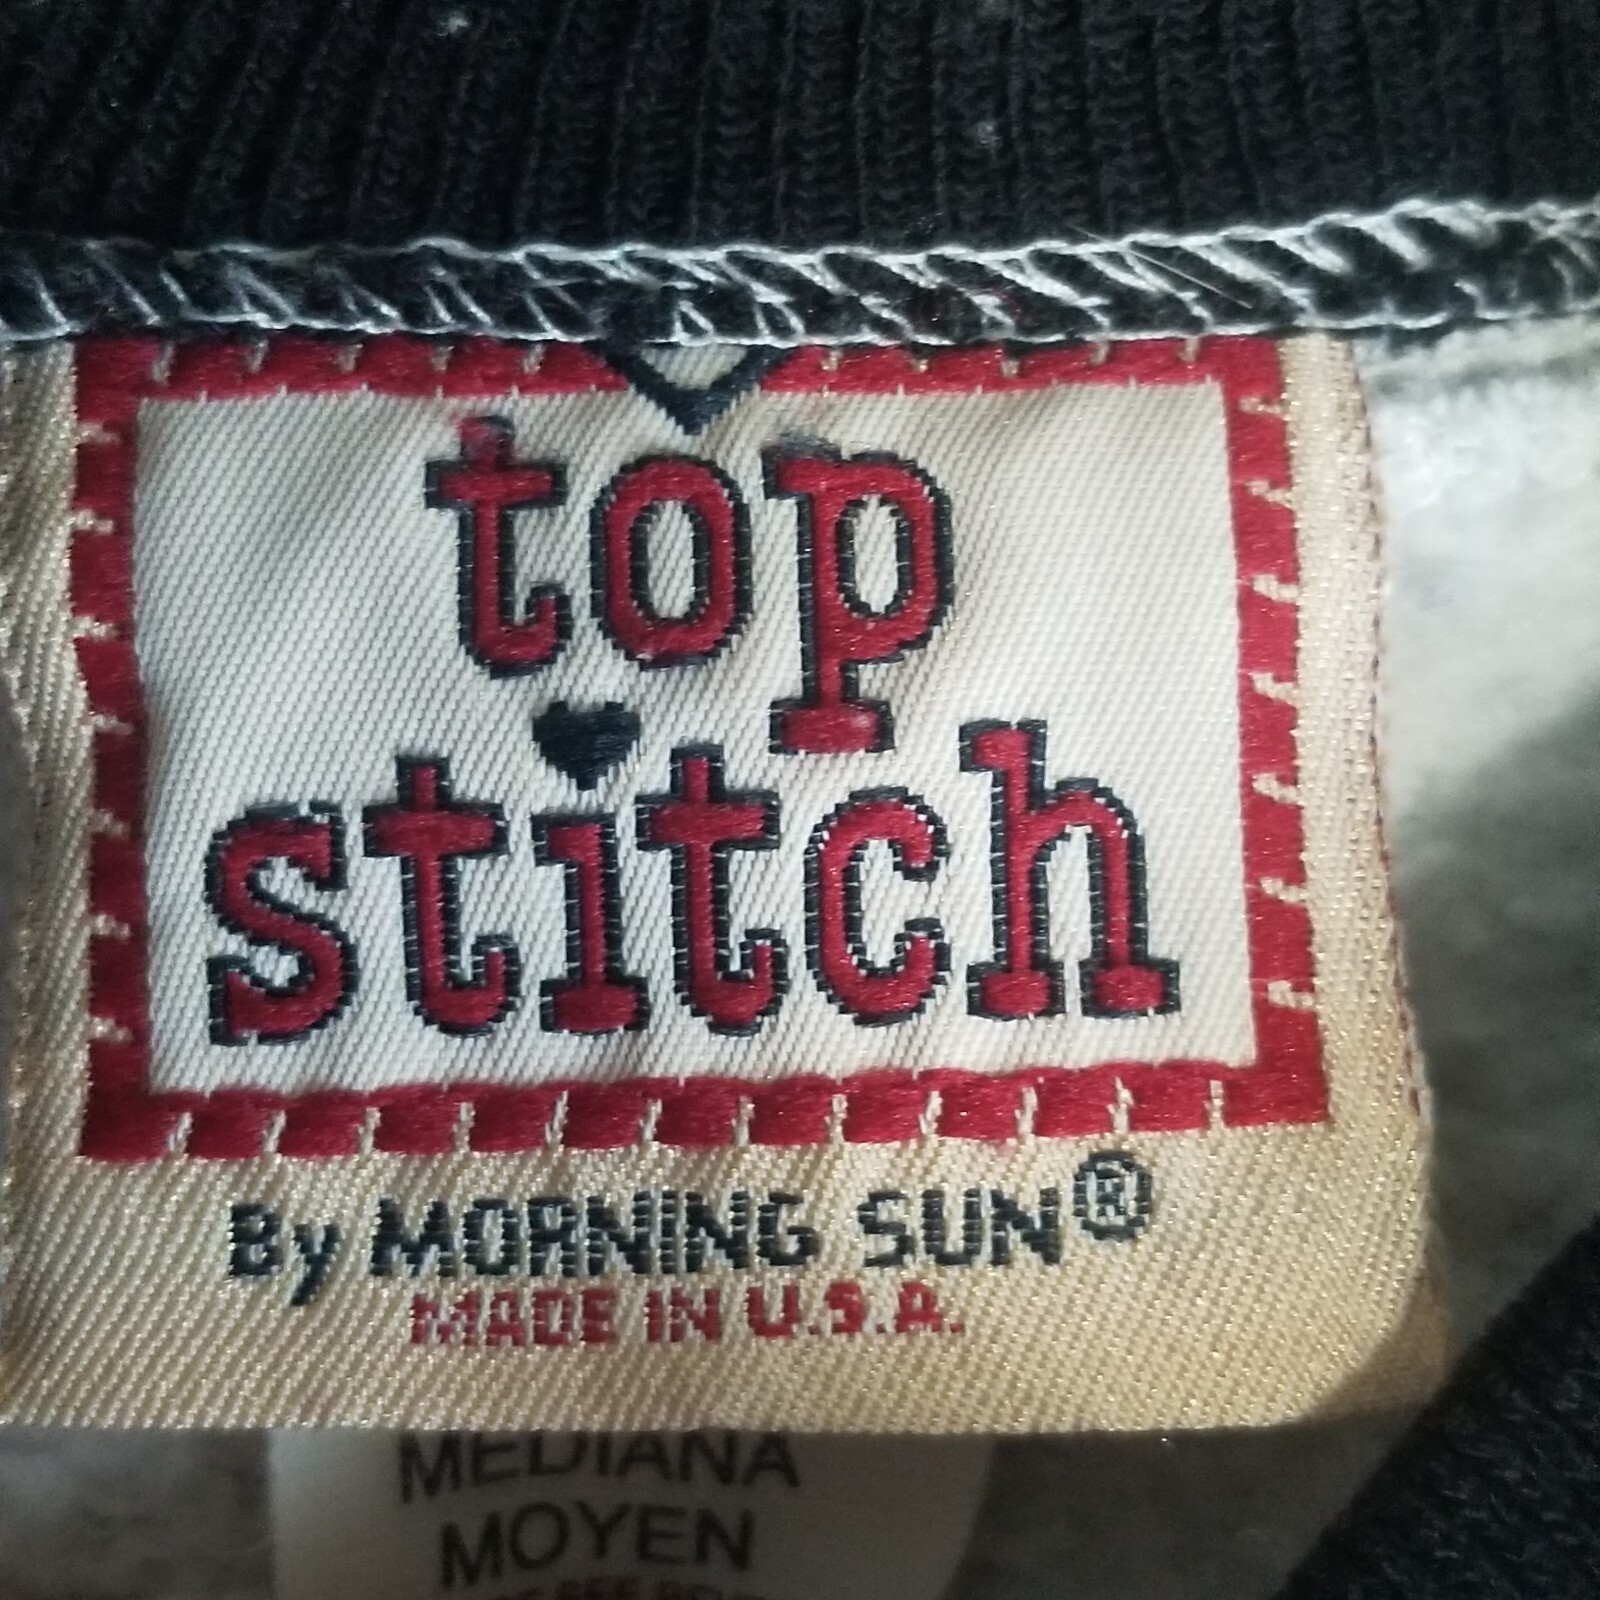 top
stitch
By MORNING SUN®
MADE IN U.S.A.
MEDIANA
MOYEN